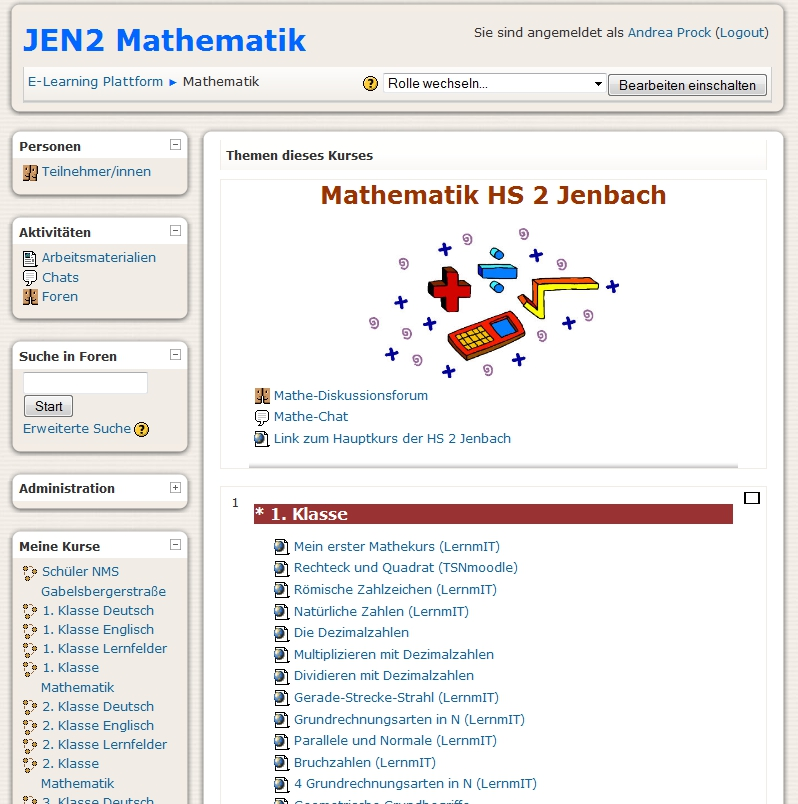 JEN2 Mathematik
Sie sind angemeldet als Andrea Prock (Logout)
E-Learning Plattform ► Mathematik
? Rolle wechseln...
Bearbeiten einschalten
Personen
Teilnehmer/innen
Aktivitäten
Arbeitsmaterialien
Chats
Foren
Suche in Foren
Start
Erweiterte Suche ?
Administration
Meine Kurse
Schüler NMS
Gabelsbergerstraße
1. Klasse Deutsch
1. Klasse Englisch
1. Klasse Lernfelder
1. Klasse
Mathematik
2. Klasse Deutsch
2. Klasse Englisch
2. Klasse Lernfelder
2. Klasse
Mathematik
3. Klasse Deutsch
Themen dieses Kurses
Mathematik HS 2 Jenbach
Mathe-Diskussionsforum
Mathe-Chat
Link zum Hauptkurs der HS 2 Jenbach
1
* 1. Klasse
Mein erster Mathekurs (LernmIT)
Rechteck und Quadrat (TSNmoodle)
Römische Zahlzeichen (LernmIT)
Natürliche Zahlen (LernmIT)
Die Dezimalzahlen
Multiplizieren mit Dezimalzahlen
Dividieren mit Dezimalzahlen
Gerade-Strecke-Strahl (LernmIT)
Grundrechnungsarten in N (LernmIT)
Parallele und Normale (LernmIT)
Bruchzahlen (LernmIT)
4 Grundrechnungsarten in N (LernmIT)
Geometrische Grundbegriffe